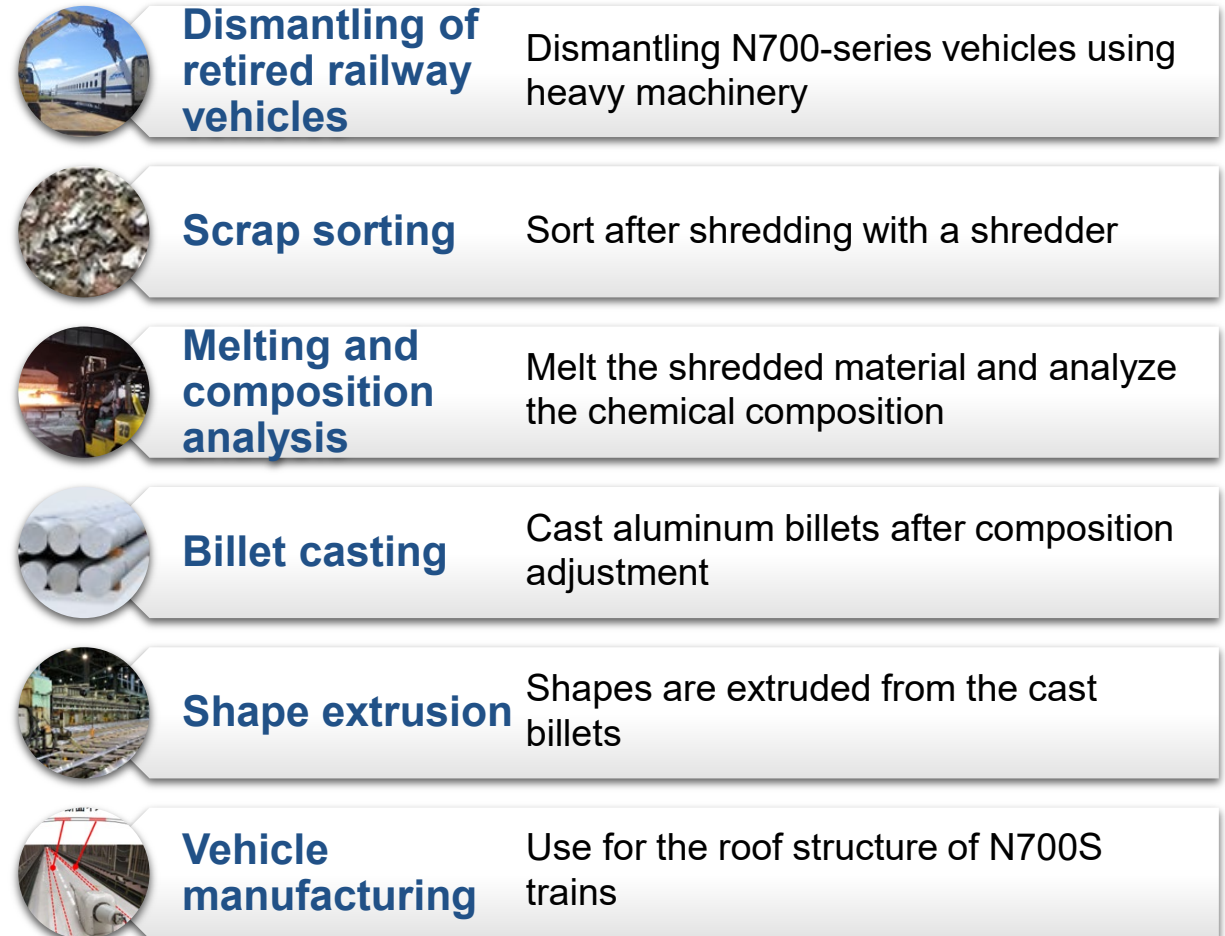 Dismantling of
retired railway
vehicles
Dismantling N700-series vehicles using
heavy machinery
Scrap sorting
Sort after shredding with a shredder
Melting and
composition
analysis
Melt the shredded material and analyze
the chemical composition
Billet casting
Cast aluminum billets after composition
adjustment
Shape extrusion
Shapes are extruded from the cast
billets
Vehicle
manufacturing
Use for the roof structure of N700S
trains